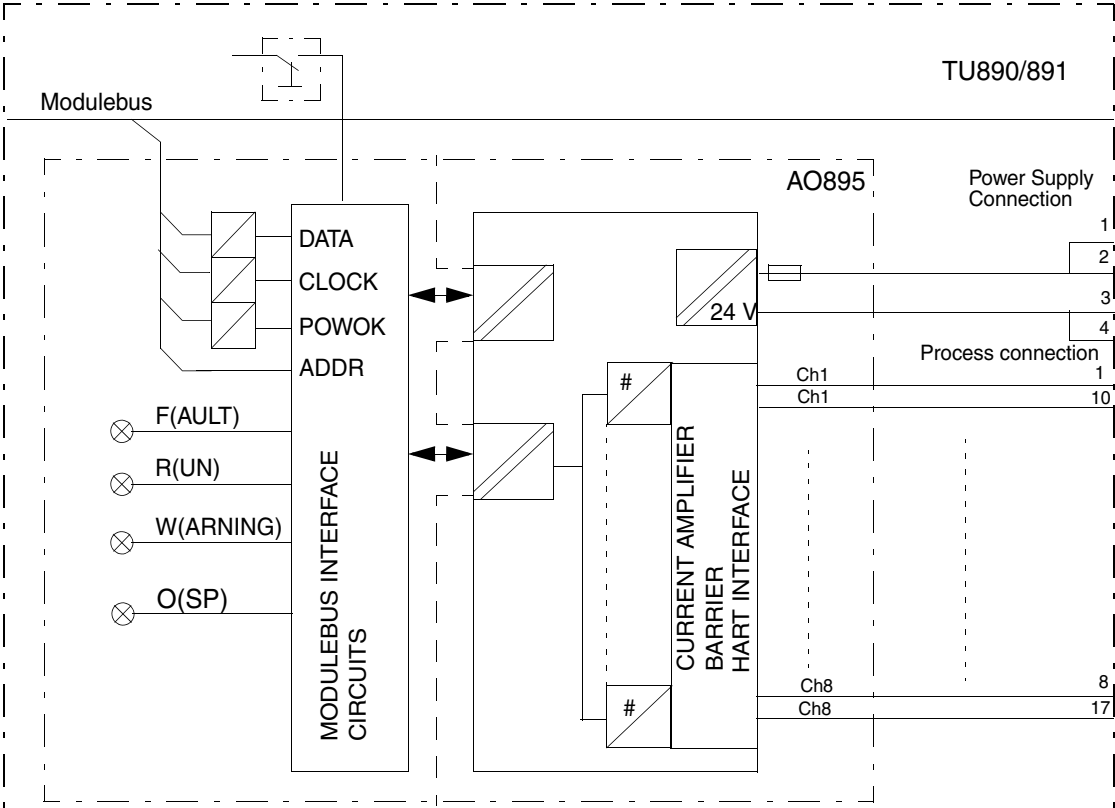 TU890/891
Modulebus
AO895
Power Supply
Connection
1
2
3
4
DATA
CLOCK
POWOK
ADDR
24 V
Process connection
Ch1
1
Ch1
10
#
F(AULT)
R(UN)
W(ARNING)
O(SP)
MODULEBUS INTERFACE
CIRCUITS
CURRENT AMPLIFIER
BARRIER
HART INTERFACE
#
Ch8
8
Ch8
17